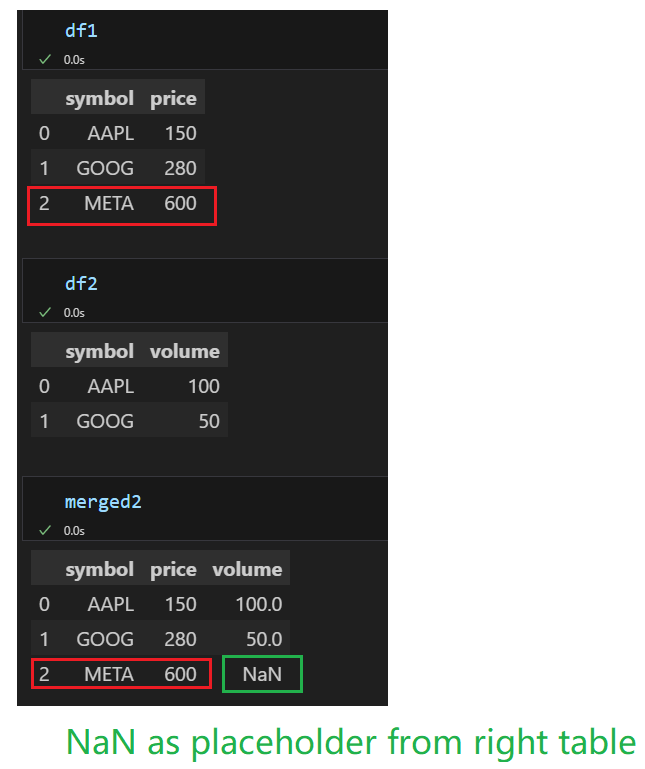 df1
0.0s
symbol price
0 AAPL 150
1 GOOG 280
2 META 600
df2
0.0s
symbol volume
0 AAPL 100
1 GOOG 50
merged2
0.0s
symbol price volume
0 AAPL 150 100.0
1 GOOG 280 50.0
2 META 600 NaN
NaN as placeholder from right table